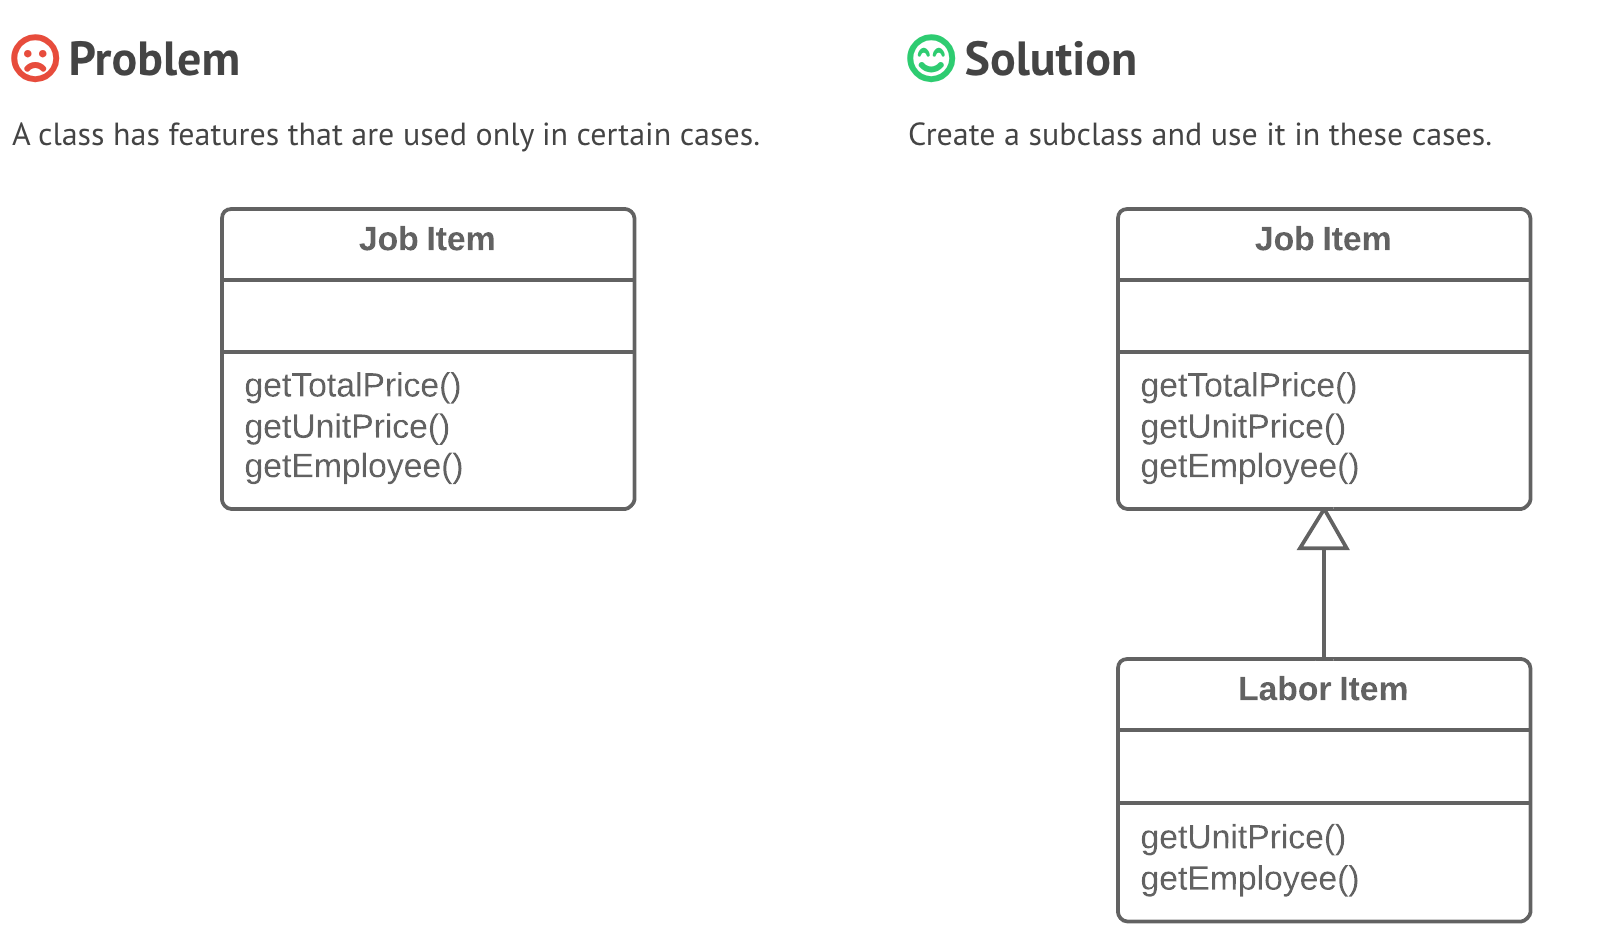 Problem
A class has features that are used only in certain cases.
Job Item
getTotalPrice()
getUnitPrice()
getEmployee()
Solution
Create a subclass and use it in these cases.
Job Item
getTotalPrice()
getUnitPrice()
getEmployee()
Labor Item
getUnitPrice()
getEmployee()